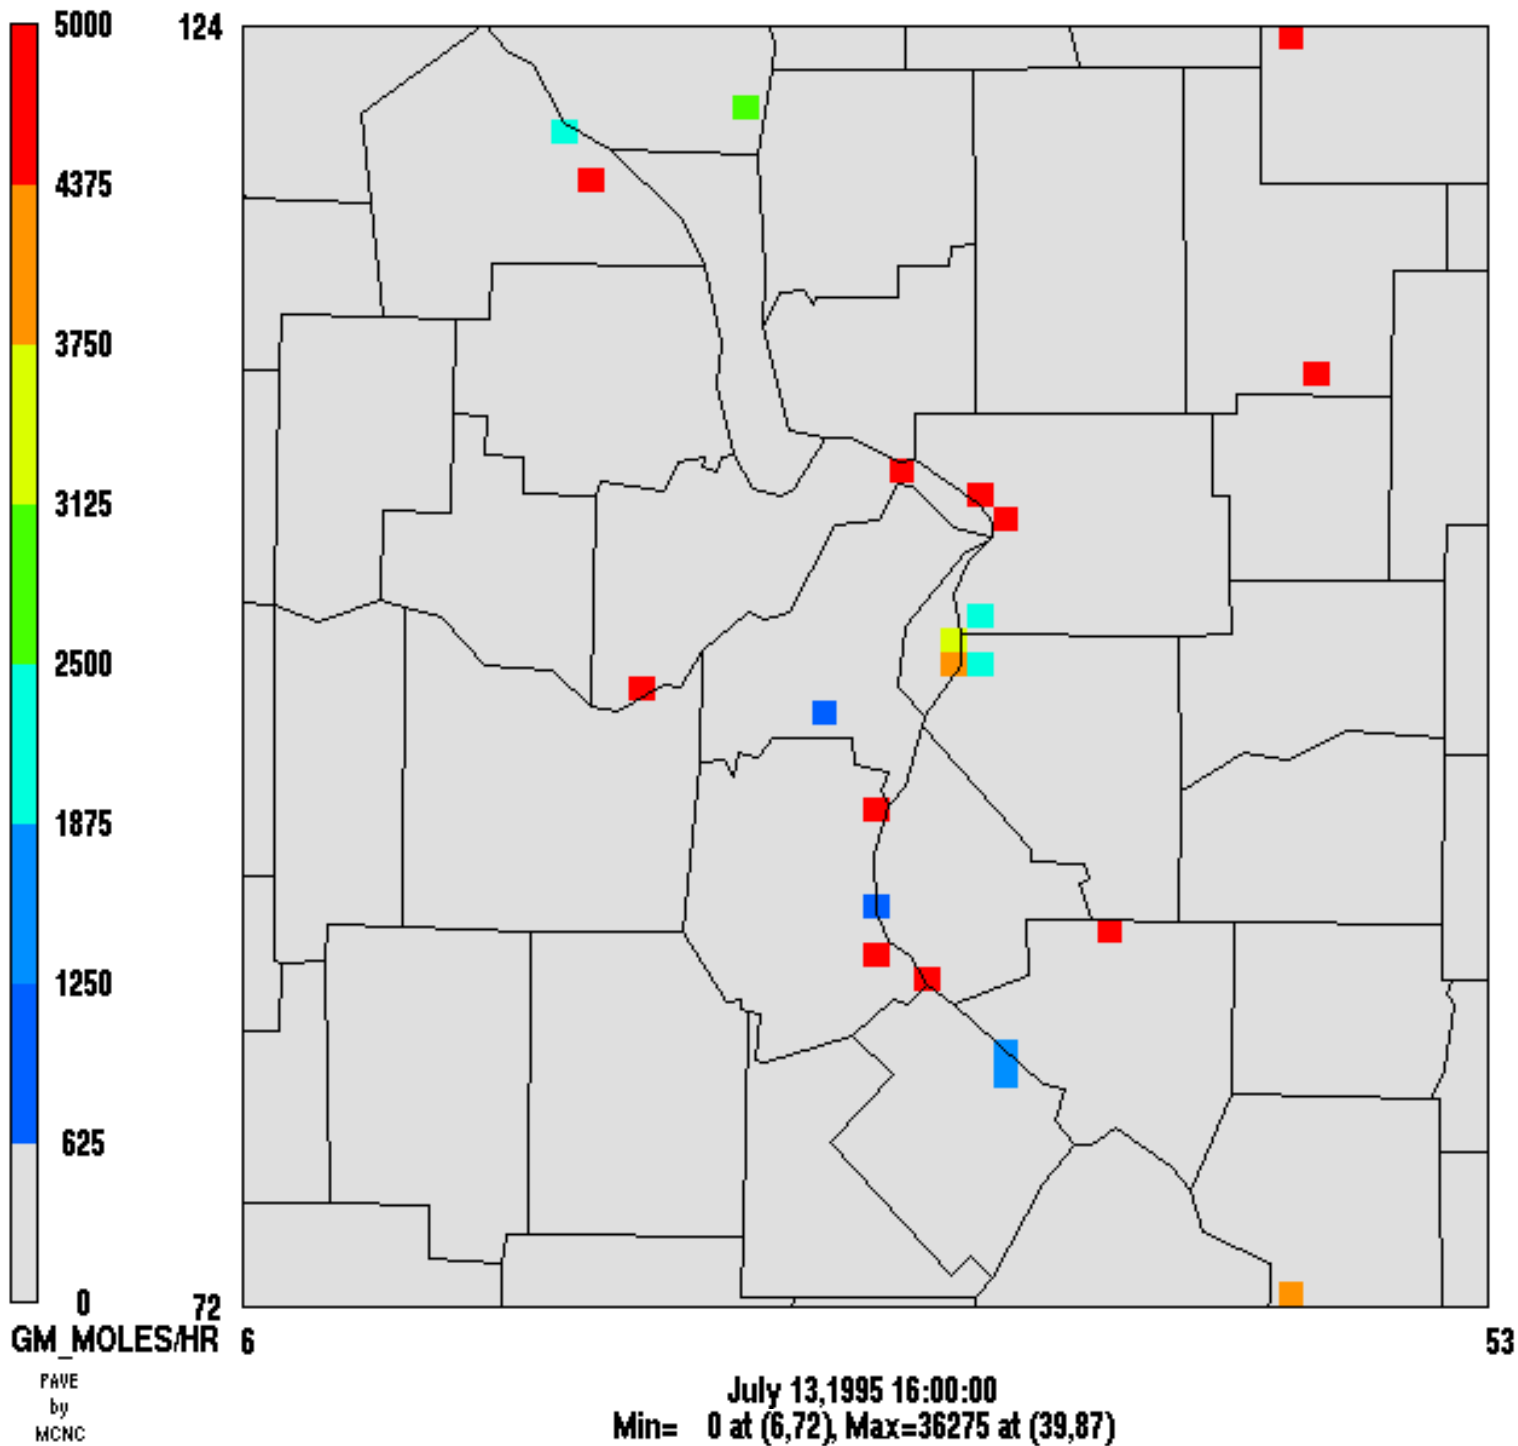 5000
4375
3750
3125
2500
1875
1250
625
0
124
72
GM_MOLES/HR
6
53
PAVE
by
MCNC
July 13,1995 16:00:00
Min= 0 at (6,72), Max=36275 at (39,87)